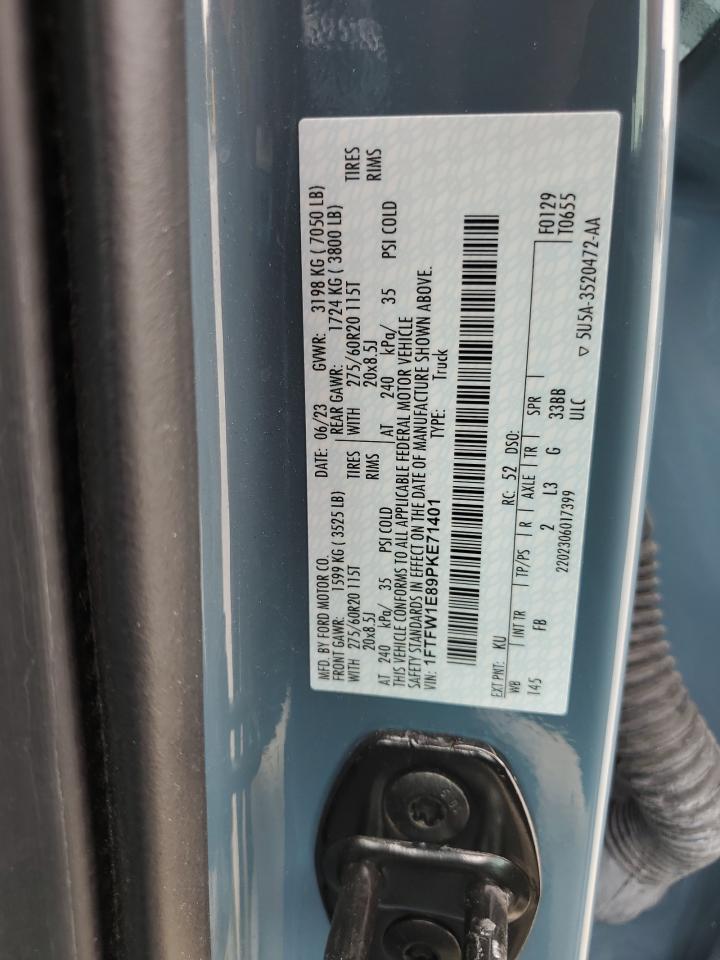 MFD. BY FORD MOTOR CO. DATE: 06/23 GVWR: 3198 KG ( 7050 LB)
FRONT GAWR: 1599 KG ( 3525 LB) REAR GAWR: 1724 KG ( 3800 LB)
WITH 275/60R20 115T TIRES WITH 275/60R20 115T TIRES
20x8.5J RIMS 20x8.5J RIMS
AT 240 kPa/ 35 PSI COLD AT 240 kPa/ 35 PSI COLD
THIS VEHICLE CONFORMS TO ALL APPLICABLE FEDERAL MOTOR VEHICLE
SAFETY STANDARDS IN EFFECT ON THE DATE OF MANUFACTURE SHOWN ABOVE.
VIN: 1FTFW1E89PKE71401 TYPE: Truck
EXT PNT: KU RC: 52 DSO: F0129
WB INT TR TP/PS R AXLE TR SPR T0655
145 FB 2 L3 G 33BB
ULC
2202306017399 ▽ 5U5A-3520472-AA